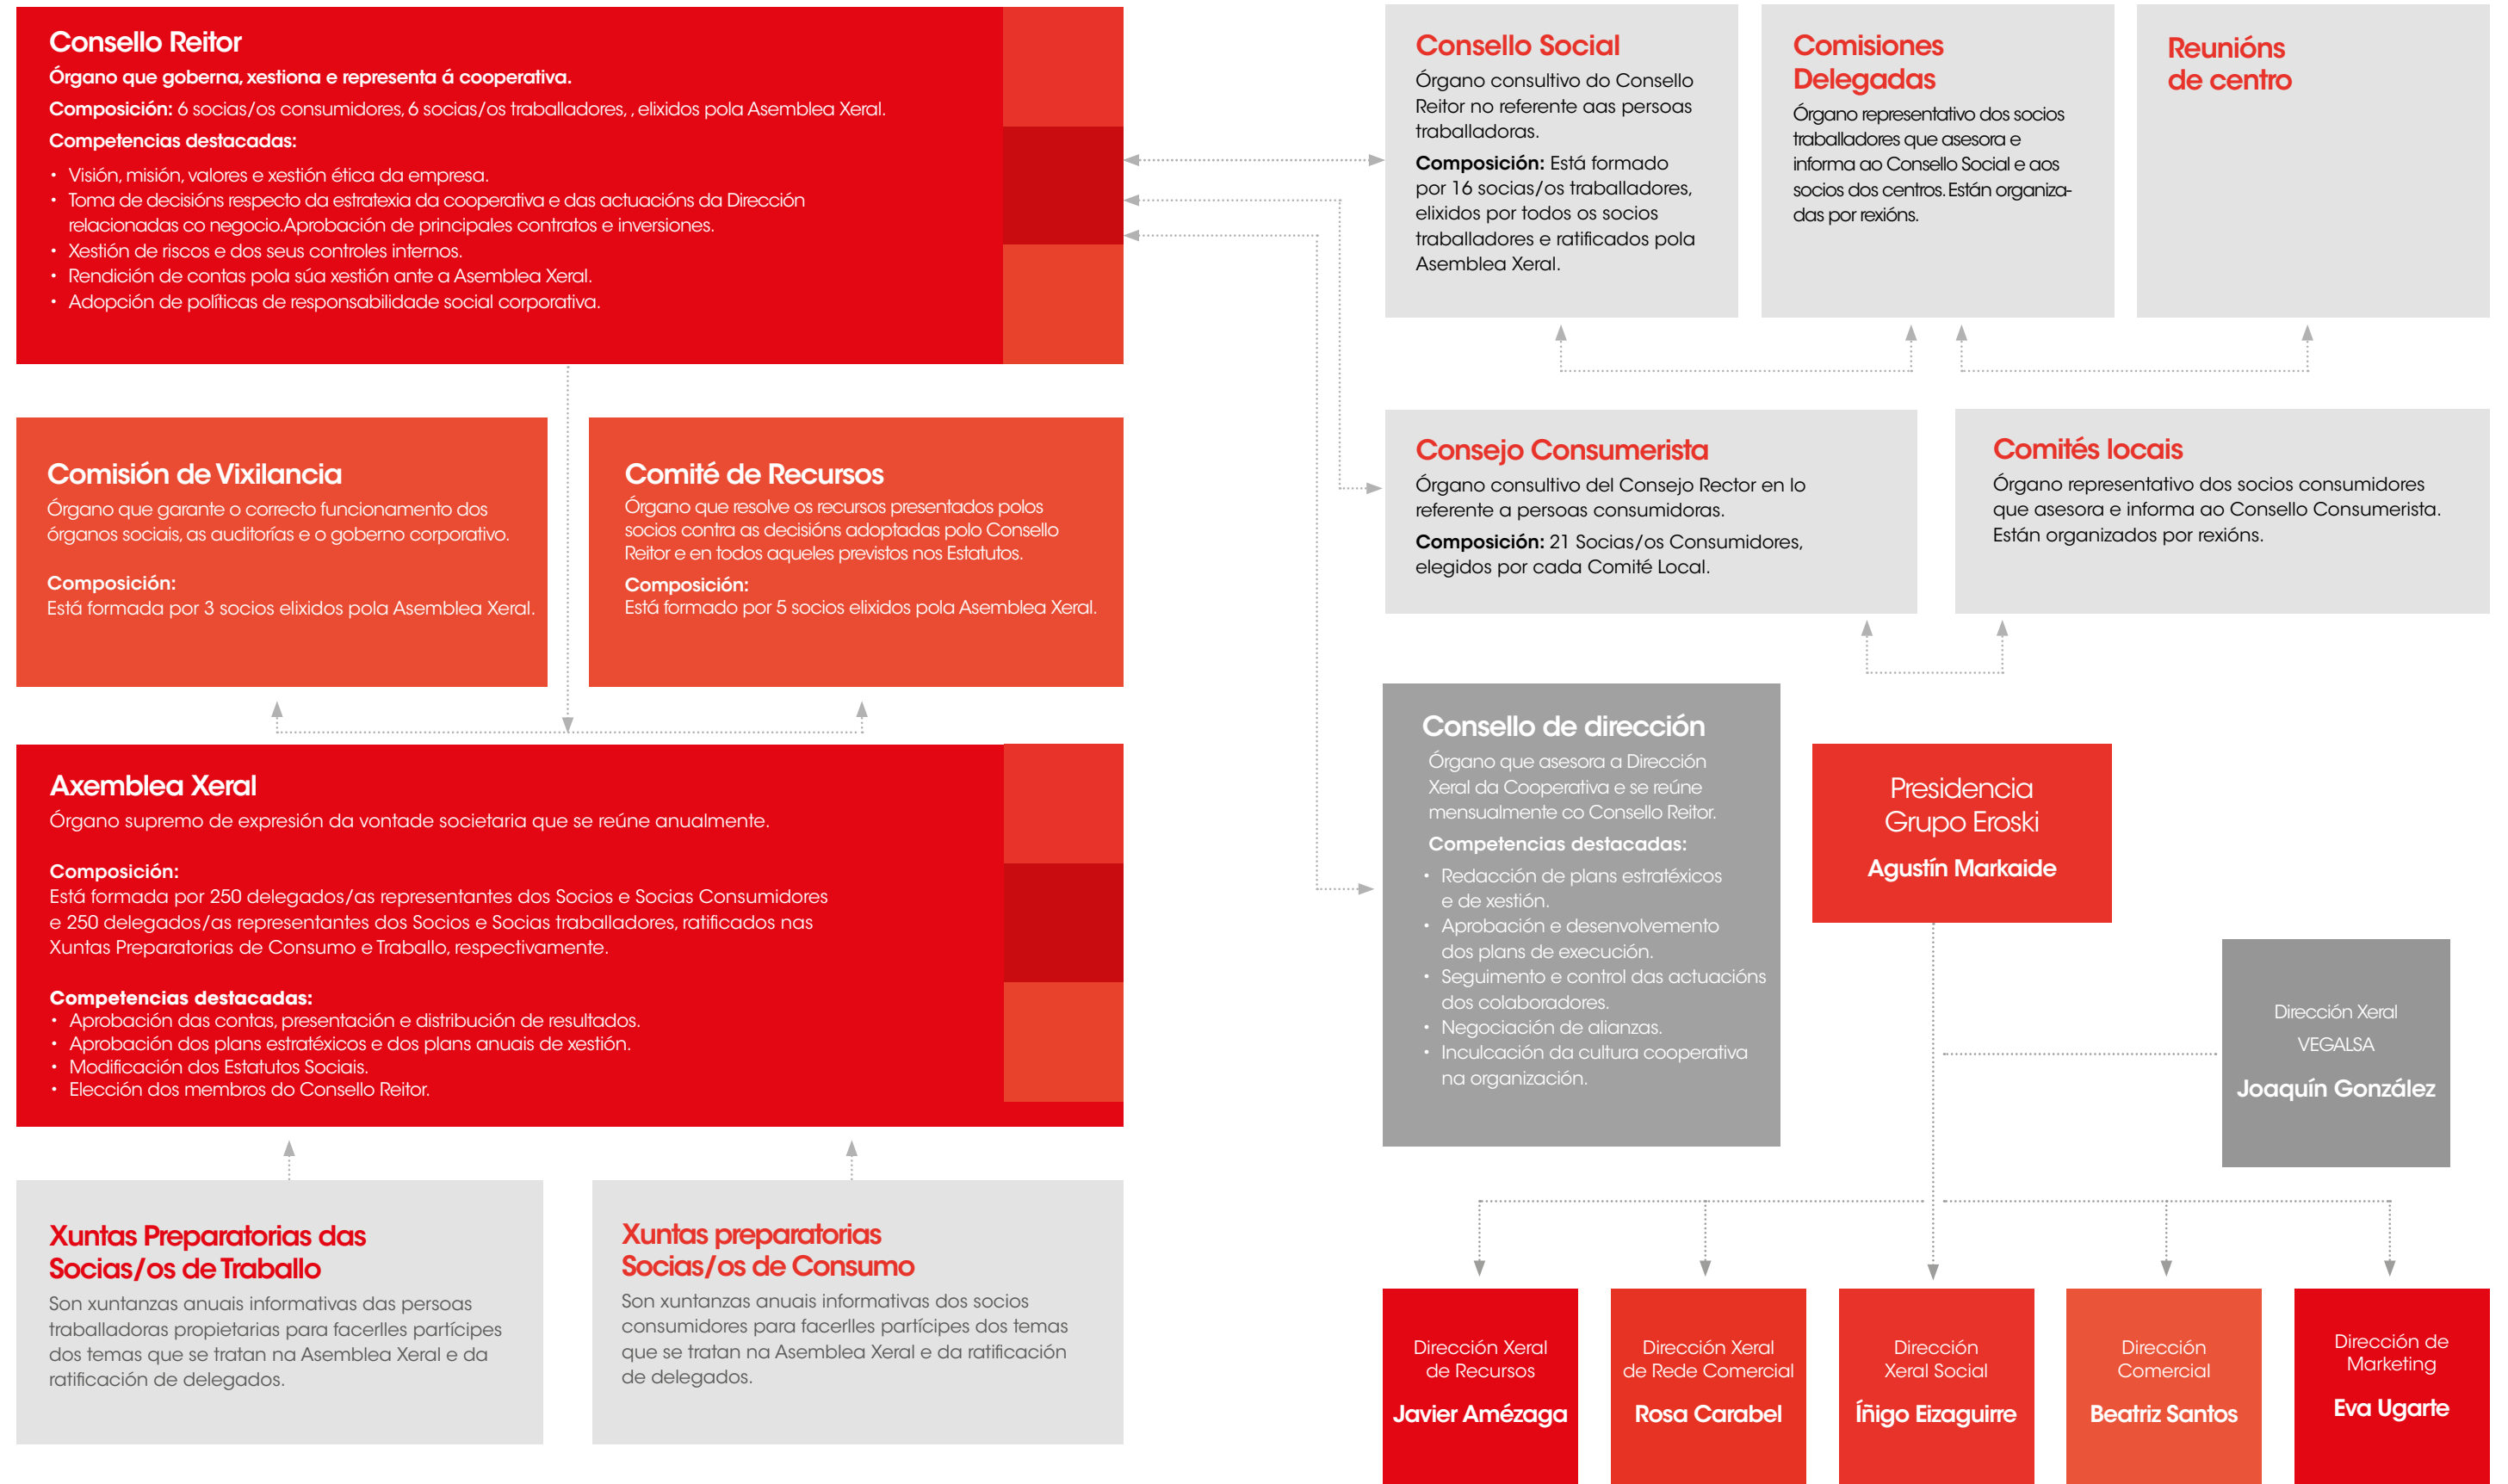 Consello Reitor
Órgano que goberna, xestiona e representa á cooperativa.
Composición: 6 socias/os consumidores, 6 socias/os traballadores, , elixidos pola Asemblea Xeral.
Competencias destacadas:
• Visión, misión, valores e xestión ética da empresa.
• Toma de decisións respecto da estratexia da cooperativa e das actuacións da Dirección
relacionadas co negocio.Aprobación de principales contratos e inversiones.
• Xestión de riscos e dos seus controles internos.
• Rendición de contas pola súa xestión ante a Asemblea Xeral.
• Adopción de políticas de responsabilidade social corporativa.
Comisión de Vixilancia
Órgano que garante o correcto funcionamento dos
órganos sociais, as auditorías e o goberno corporativo.
Composición:
Está formada por 3 socios elixidos pola Asemblea Xeral.
Comité de Recursos
Órgano que resolve os recursos presentados polos
socios contra as decisións adoptadas polo Consello
Reitor e en todos aqueles previstos nos Estatutos.
Composición:
Está formado por 5 socios elixidos pola Asemblea Xeral.
Axemblea Xeral
Órgano supremo de expresión da vontade societaria que se reúne anualmente.
Composición:
Está formada por 250 delegados/as representantes dos Socios e Socias Consumidores
e 250 delegados/as representantes dos Socios e Socias traballadores, ratificados nas
Xuntas Preparatorias de Consumo e Traballo, respectivamente.
Competencias destacadas:
• Aprobación das contas, presentación e distribución de resultados.
• Aprobación dos plans estratéxicos e dos plans anuais de xestión.
• Modificación dos Estatutos Sociais.
• Elección dos membros do Consello Reitor.
Xuntas Preparatorias das
Socias/os de Traballo
Son xuntanzas anuais informativas das persoas
traballadoras propietarias para facerlles partícipes
dos temas que se tratan na Asemblea Xeral e da
ratificación de delegados.
Xuntas preparatorias
Socias/os de Consumo
Son xuntanzas anuais informativas dos socios
consumidores para facerlles partícipes dos temas
que se tratan na Asemblea Xeral e da ratificación
de delegados.
Consello Social
Órgano consultivo do Consello
Reitor no referente aas persoas
traballadoras.
Composición: Está formado
por 16 socias/os traballadores,
elixidos por todos os socios
traballadores e ratificados pola
Asemblea Xeral.
Comisiones
Delegadas
Órgano representativo dos socios
traballadores que asesora e
informa ao Consello Social e aos
socios dos centros. Están organiza-
das por rexións.
Reunións
de centro
Consejo Consumerista
Órgano consultivo del Consejo Rector en lo
referente a persoas consumidoras.
Composición: 21 Socias/os Consumidores,
elegidos por cada Comité Local.
Comités locais
Órgano representativo dos socios consumidores
que asesora e informa ao Consello Consumerista.
Están organizados por rexións.
Consello de dirección
Órgano que asesora a Dirección
Xeral da Cooperativa e se reúne
mensualmente co Consello Reitor.
Competencias destacadas:
• Redacción de plans estratéxicos
e de xestión.
• Aprobación e desenvolvemento
dos plans de execución.
• Seguimento e control das actuacións
dos colaboradores.
• Negociación de alianzas.
• Inculcación da cultura cooperativa
na organización.
Presidencia
Grupo Eroski
Agustín Markaide
Dirección Xeral
VEGALSA
Joaquín González
Dirección Xeral
de Recursos
Javier Amézaga
Dirección Xeral
de Rede Comercial
Rosa Carabel
Dirección
Xeral Social
Íñigo Eizaguirre
Dirección
Comercial
Beatriz Santos
Dirección de
Marketing
Eva Ugarte